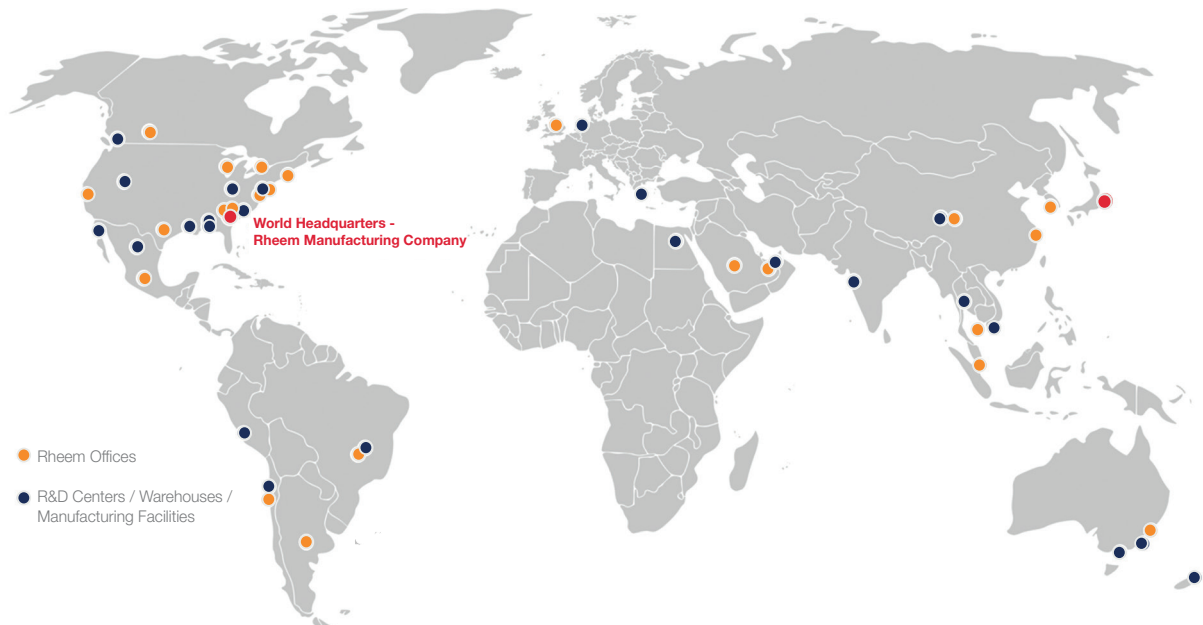 World Headquarters -
Rheem Manufacturing Company
Rheem Offices
R&D Centers / Warehouses /
Manufacturing Facilities